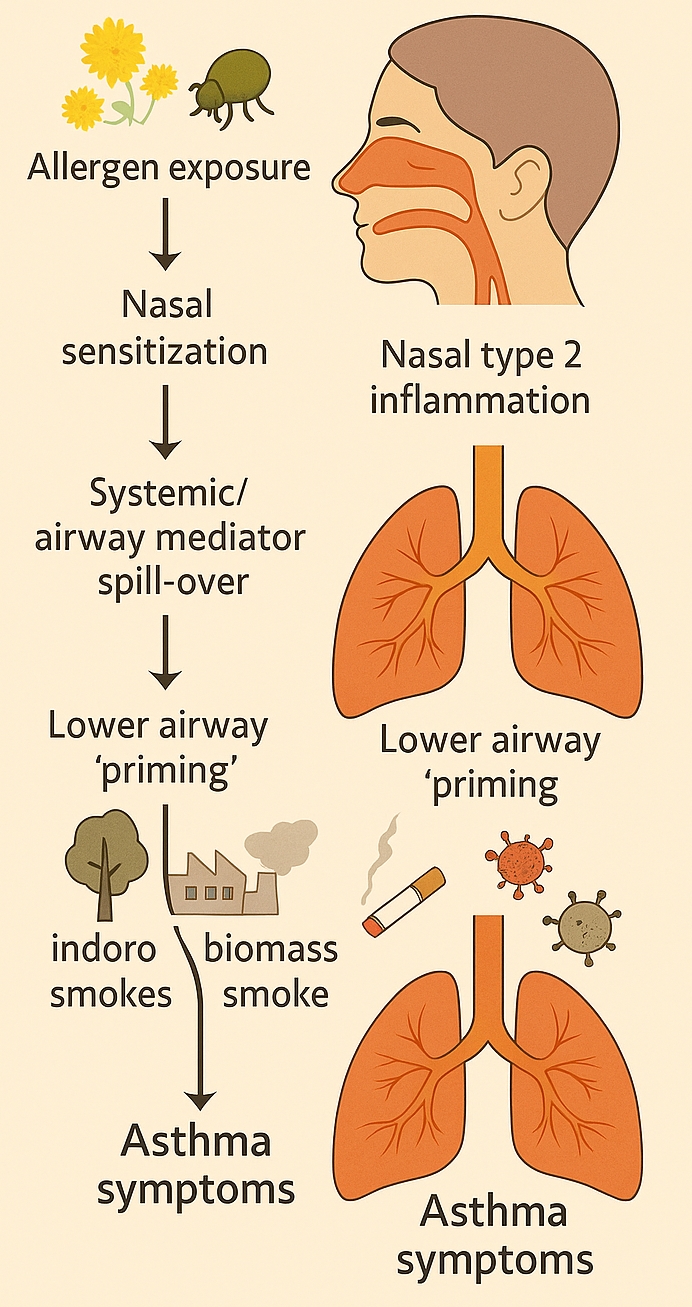 Allergen exposure
Nasal
sensitization
Systemic/
airway mediator
spill-over
Lower airway
‘priming’
indoro
smokes
biomass
smoke
Asthma
symptoms
Nasal type 2
inflammation
Lower airway
‘priming
Asthma
symptoms